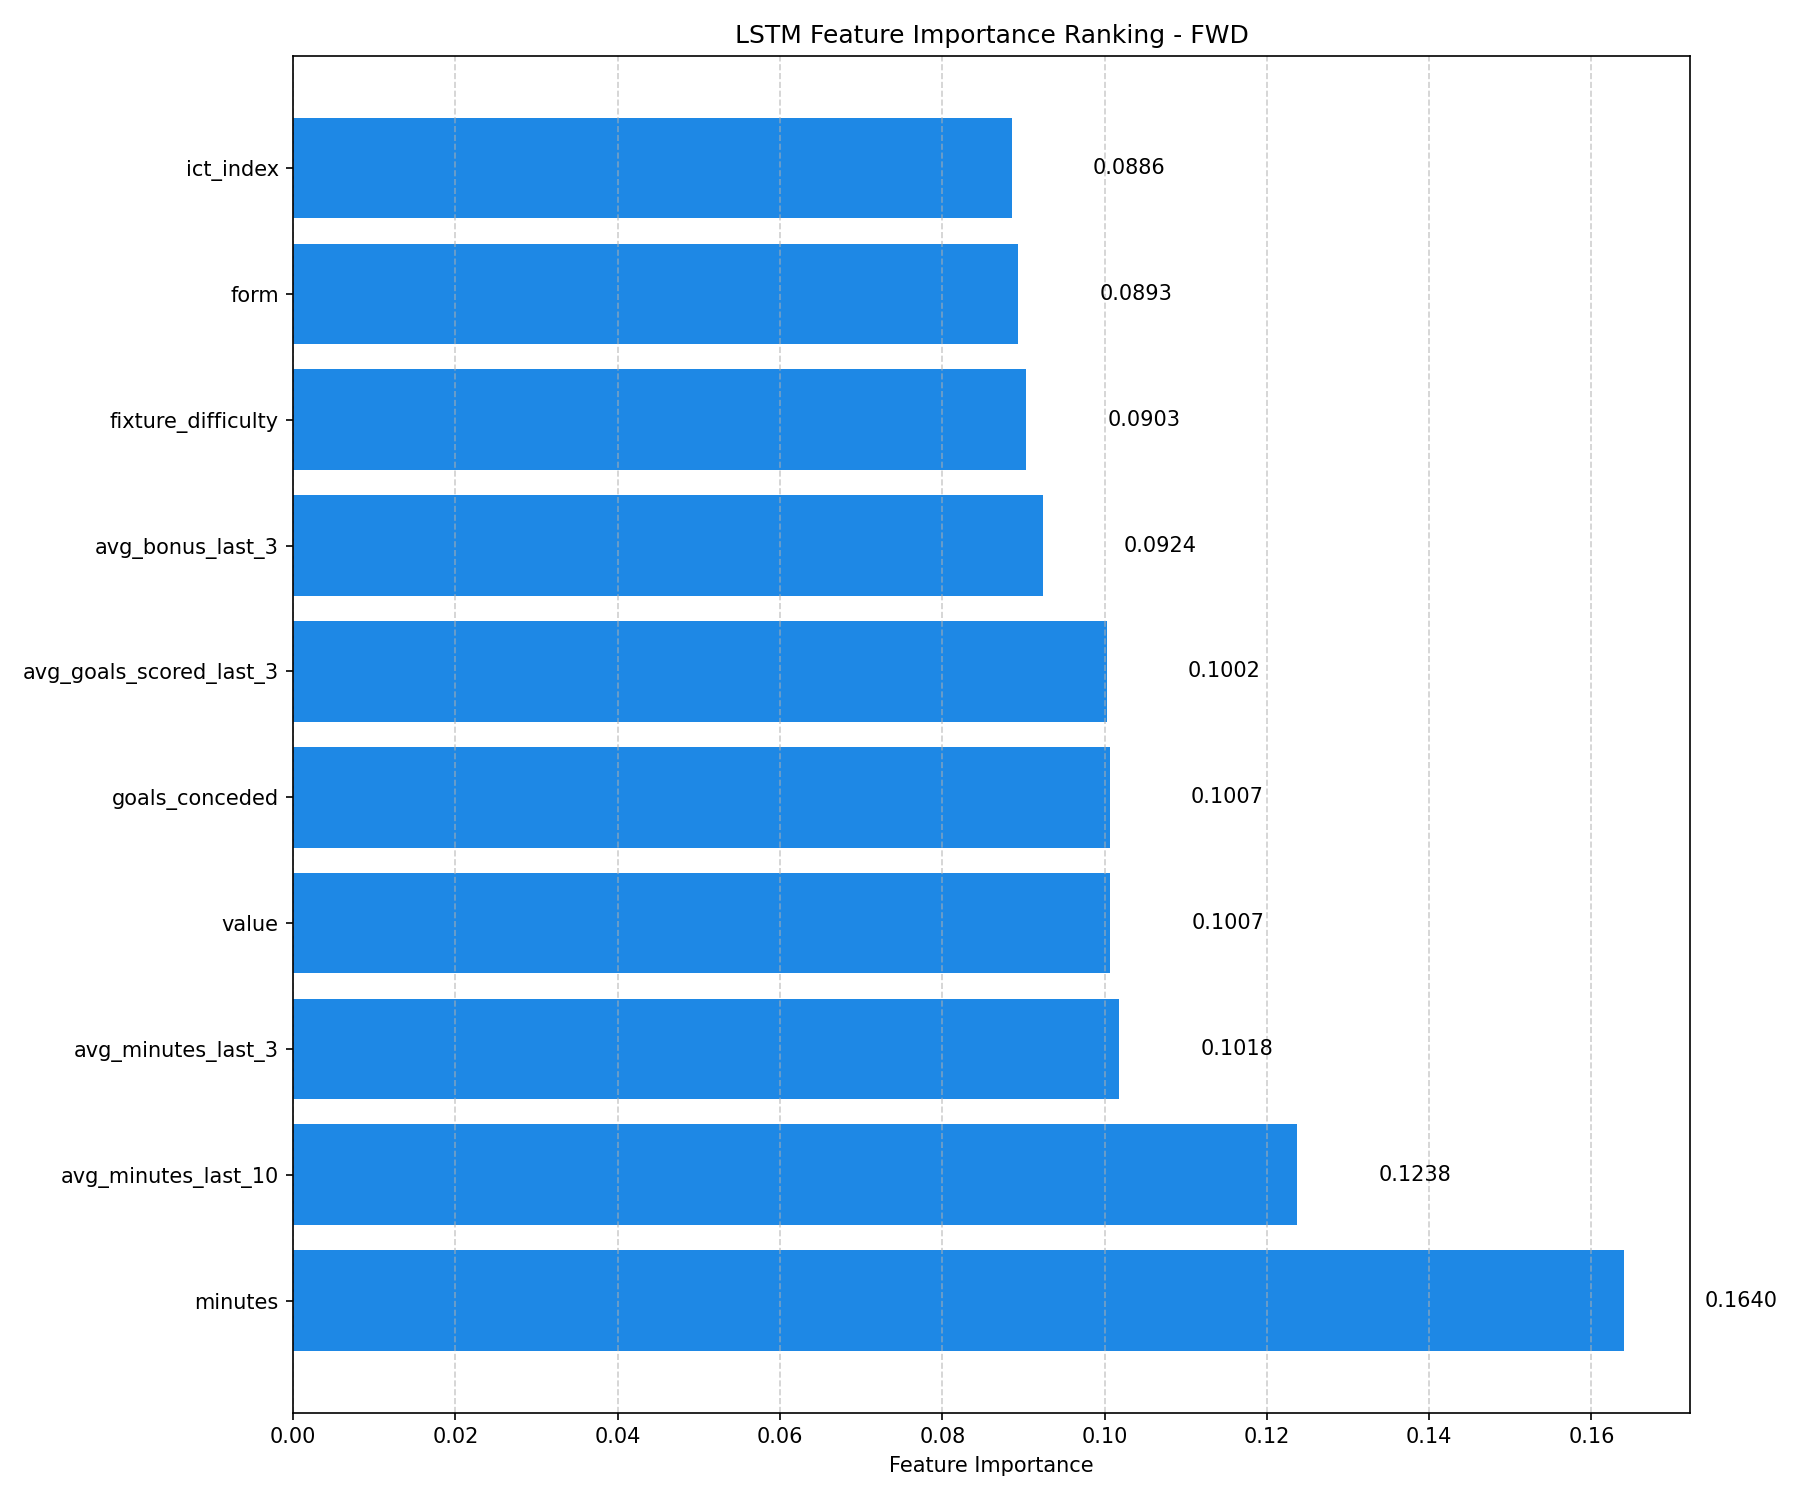 LSTM Feature Importance Ranking - FWD
ict_index 0.0886
form 0.0893
fixture_difficulty 0.0903
avg_bonus_last_3 0.0924
avg_goals_scored_last_3 0.1002
goals_conceded 0.1007
value 0.1007
avg_minutes_last_3 0.1018
avg_minutes_last_10 0.1238
minutes 0.1640
0.00 0.02 0.04 0.06 0.08 0.10 0.12 0.14 0.16
Feature Importance